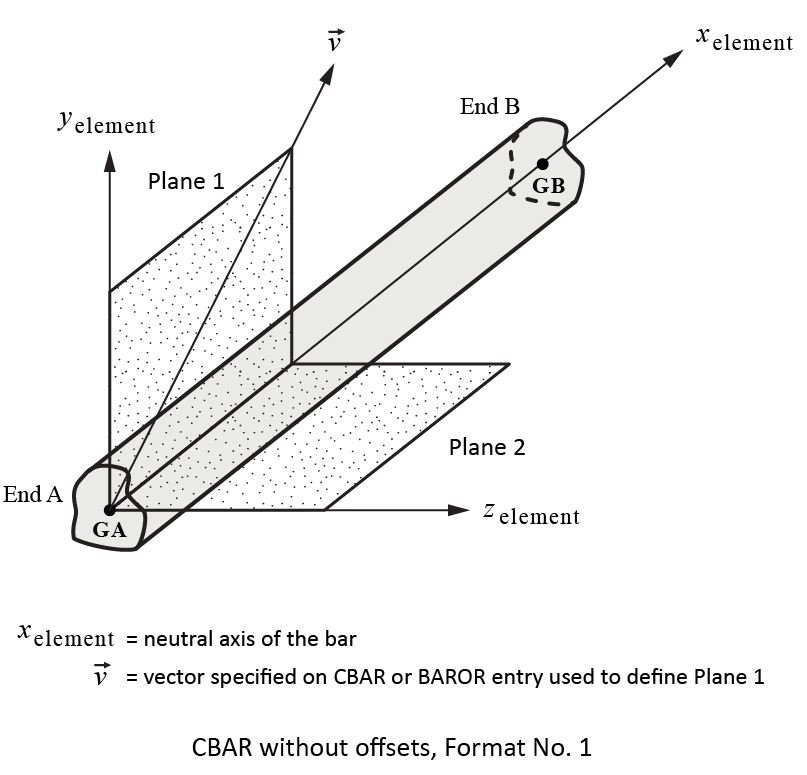 v
x element
End B
y element
Plane 1
GB
Plane 2
End A
z element
GA
x element = neutral axis of the bar
v = vector specified on CBAR or BAROR entry used to define Plane 1
CBAR without offsets, Format No. 1